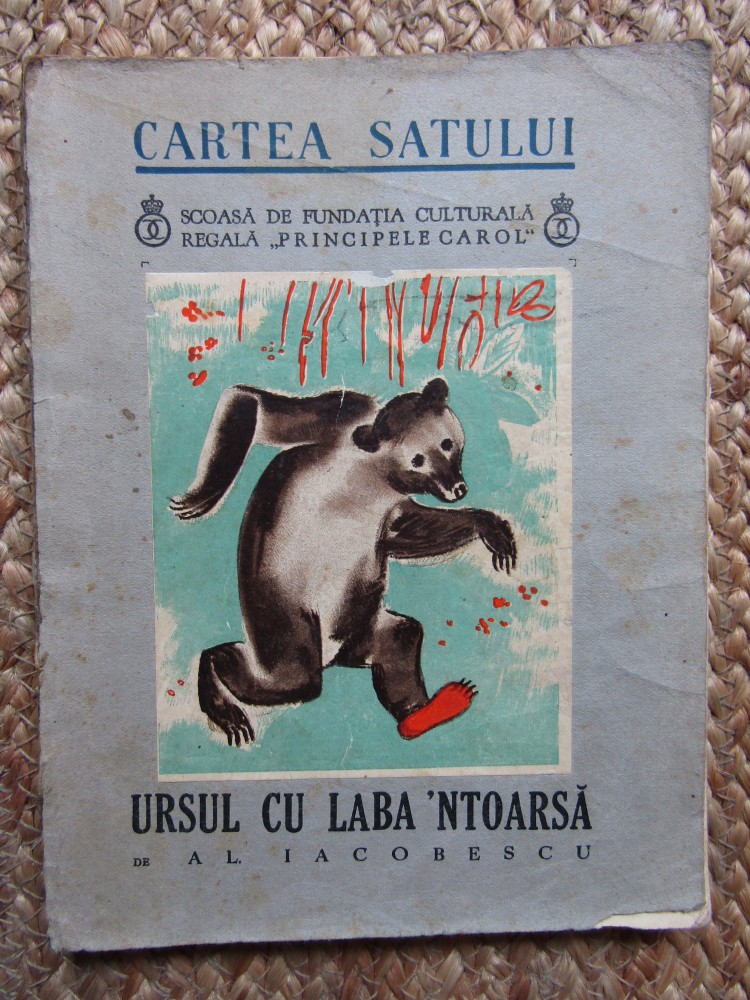 CARTEA SATULUI
SCOASĂ DE FUNDAȚIA CULTURALĂ
REGALĂ „PRINCIPELE CAROL“
URSUL CU LABA 'NTOARSĂ
DE AL. IACOBESCU